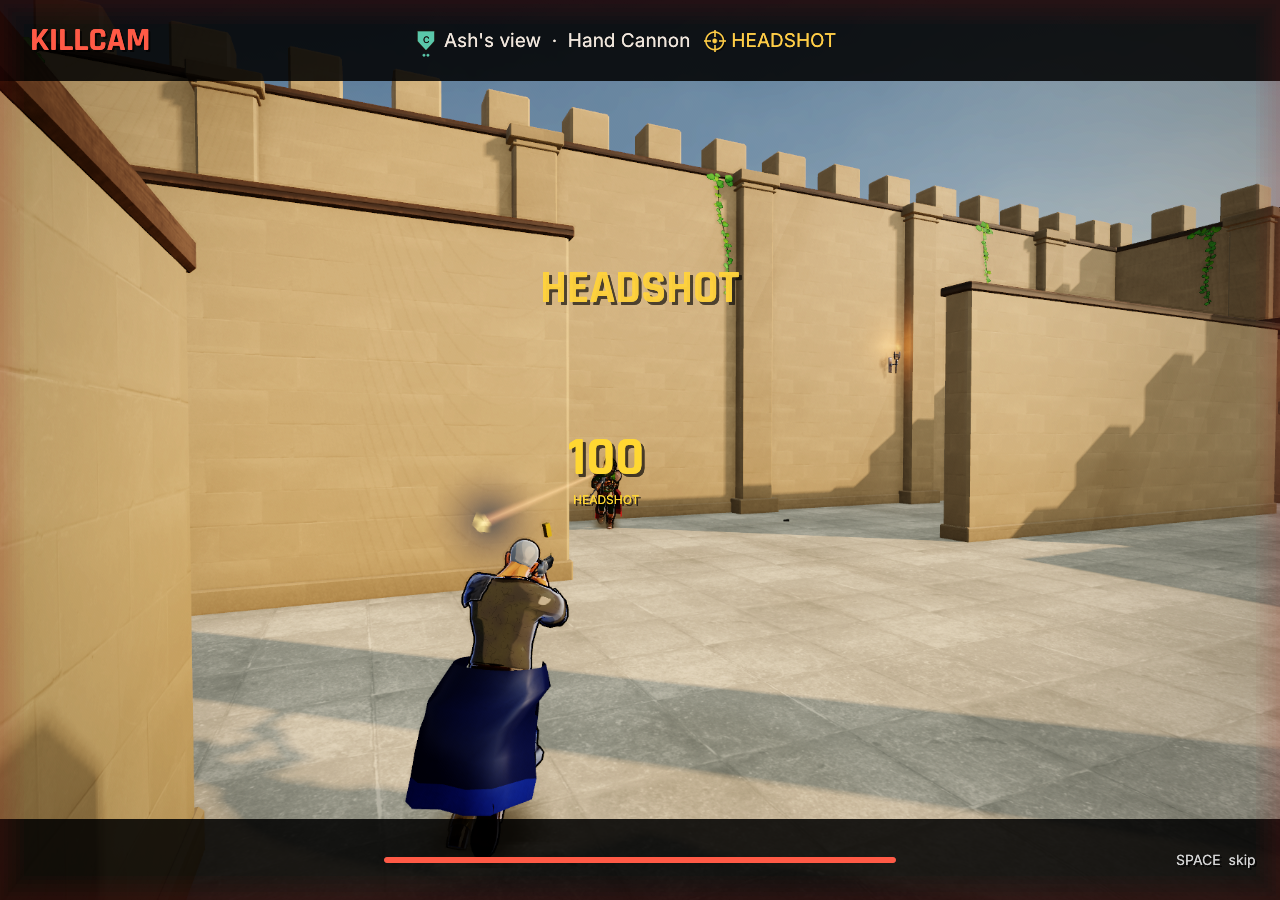 KILLCAM
C Ash's view · Hand Cannon HEADSHOT
HEADSHOT
100
HEADSHOT
SPACE skip